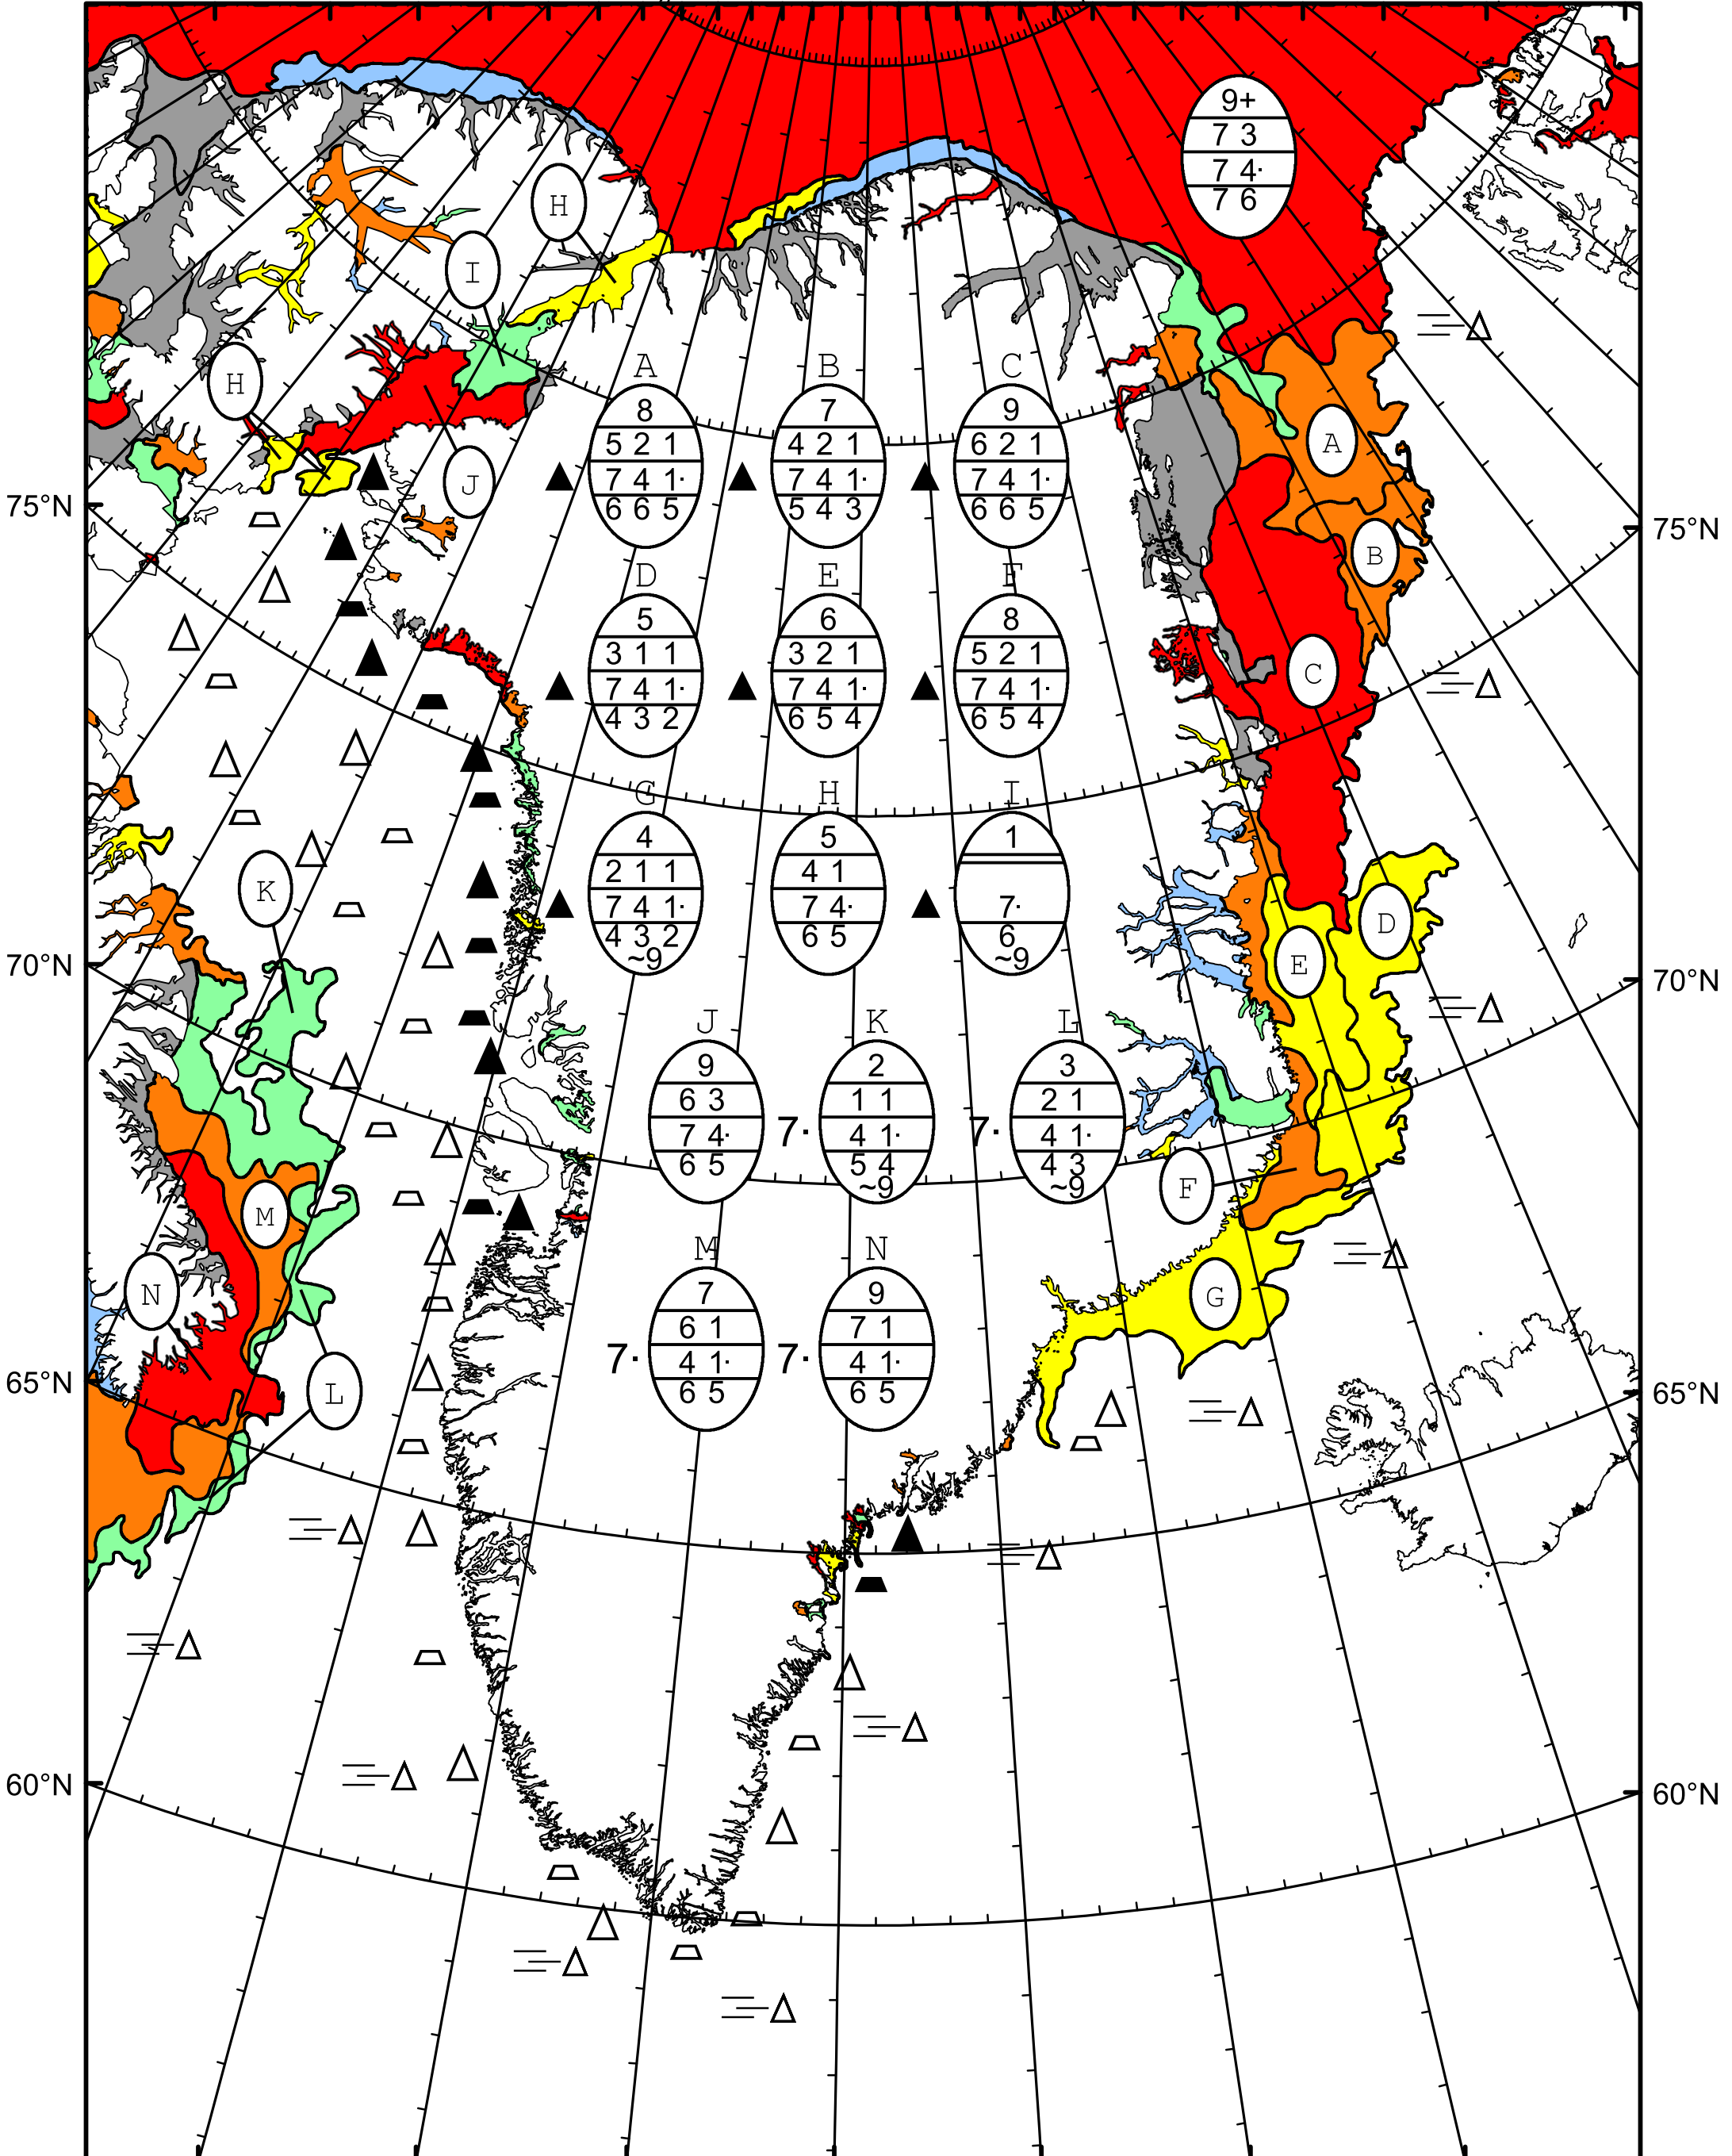 9+
7 3
7 4·
7 6
H
I
H
A B C
8 7 9
5 2 1 4 2 1 6 2 1
7 4 1· 7 4 1· 7 4 1·
6 6 5 5 4 3 6 6 5
A
J
75°N 75°N
B
D E F
5 6 8
3 1 1 3 2 1 5 2 1
7 4 1· 7 4 1· 7 4 1·
4 3 2 6 5 4 6 5 4
C
G H I
4 5 1
2 1 1 4 1
7 4 1· 7 4· 7·
4 3 2 6 5 6
~9 ~9
K
D
E
70°N 70°N
J K L
9 2 3
6 3 1 1 2 1
7 4· 7· 4 1· 7· 4 1·
6 5 5 4 4 3
~9 ~9
F
M
M N
7 9
6 1 7 1
7· 4 1· 7· 4 1·
6 5 6 5
N
G
L
65°N 65°N
60°N 60°N